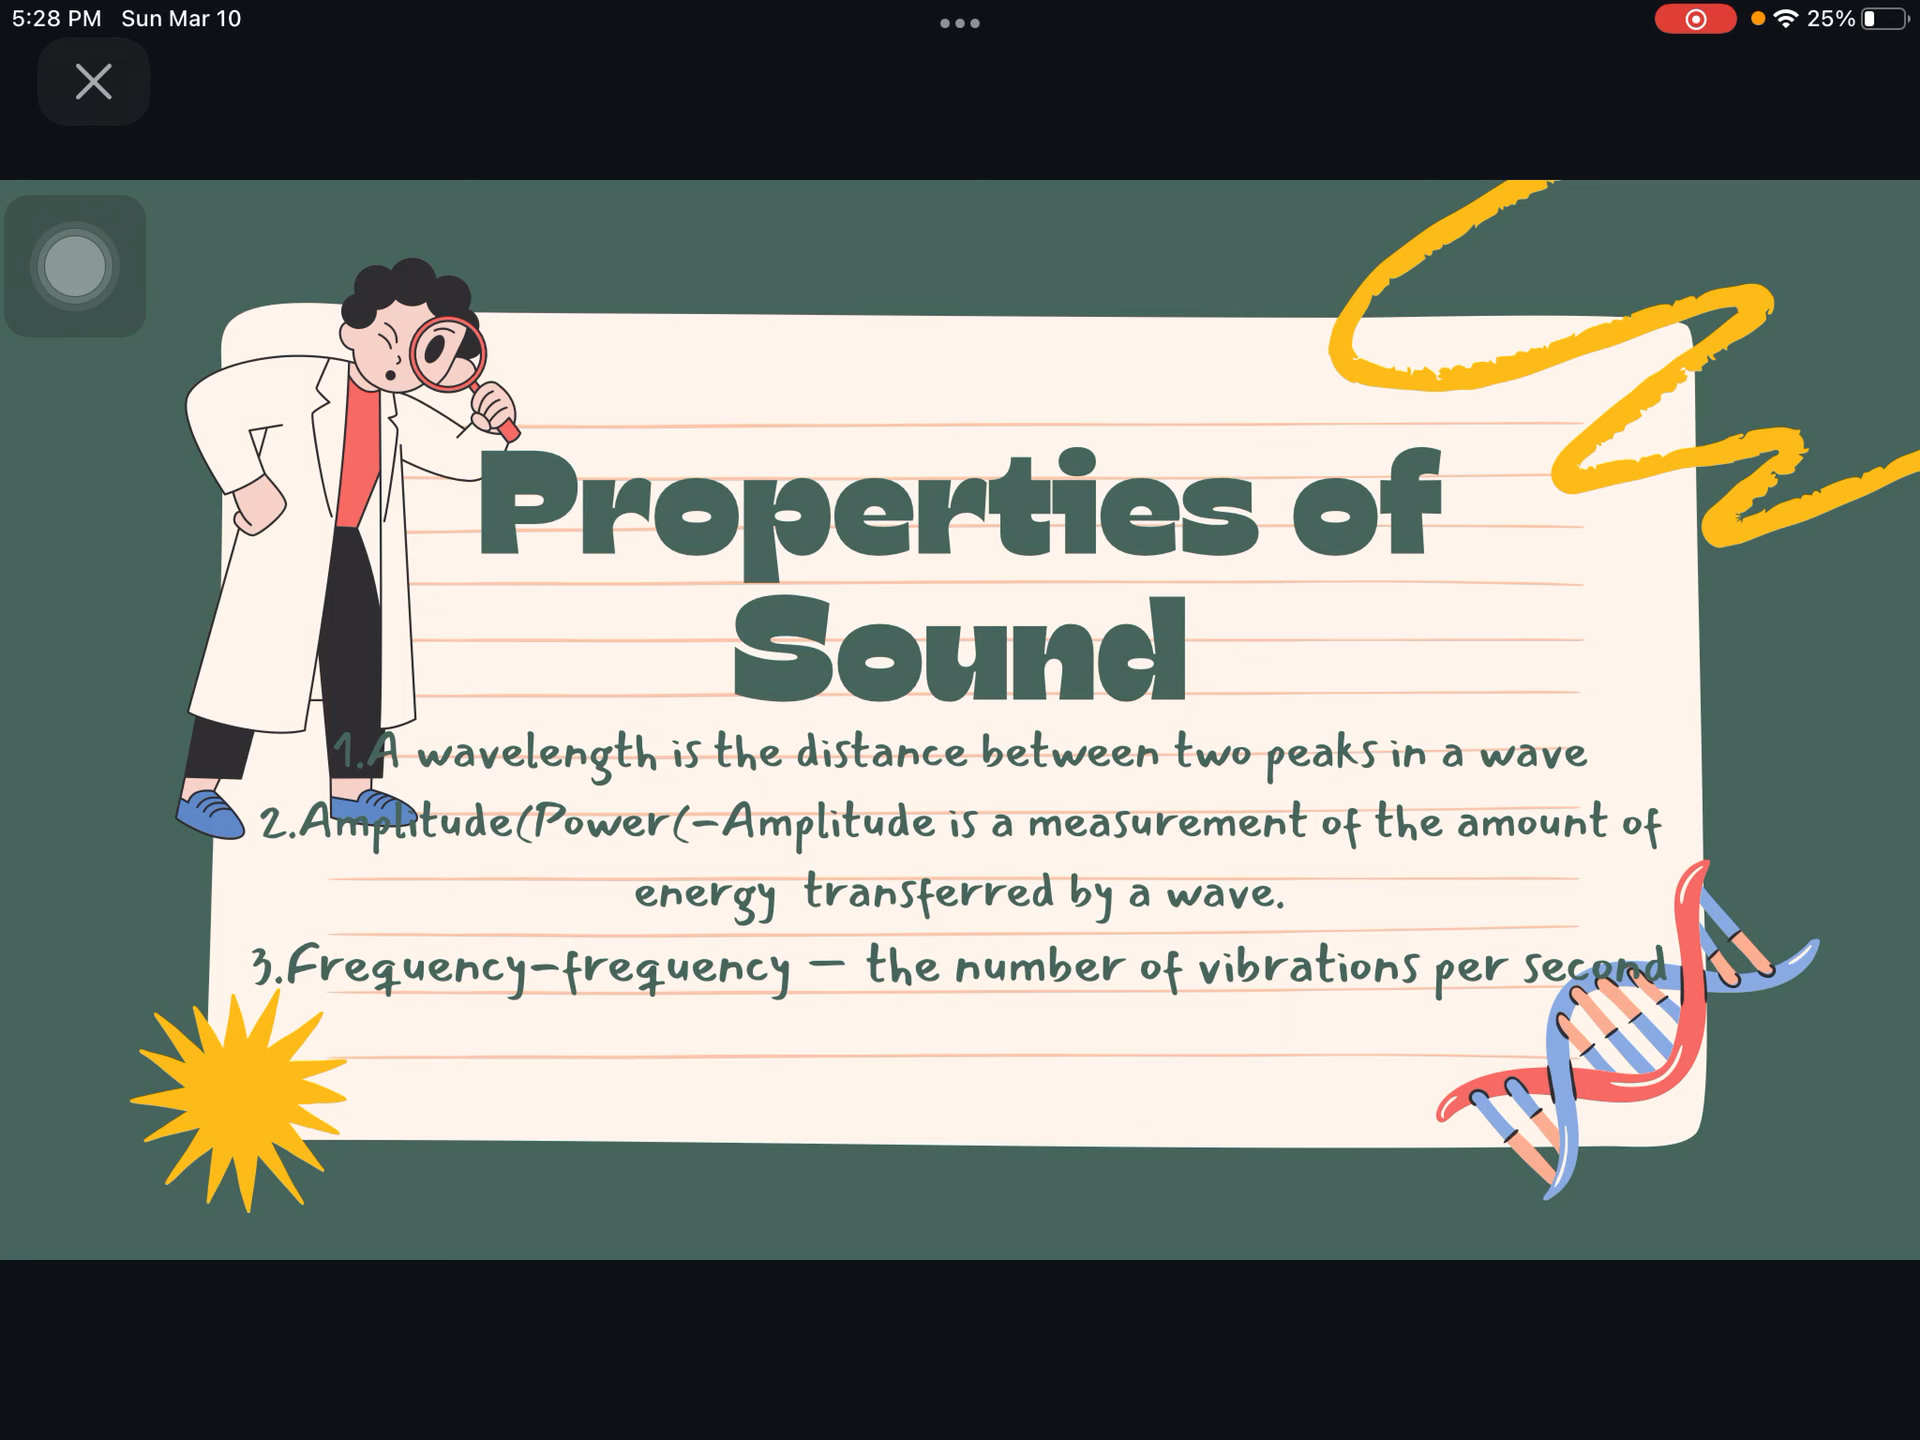 5:28 PM Sun Mar 10
25%
Properties of
Sound
1.A wavelength is the distance between two peaks in a wave
2.Amplitude(Power(-Amplitude is a measurement of the amount of
energy transferred by a wave.
3.Frequency-frequency — the number of vibrations per second